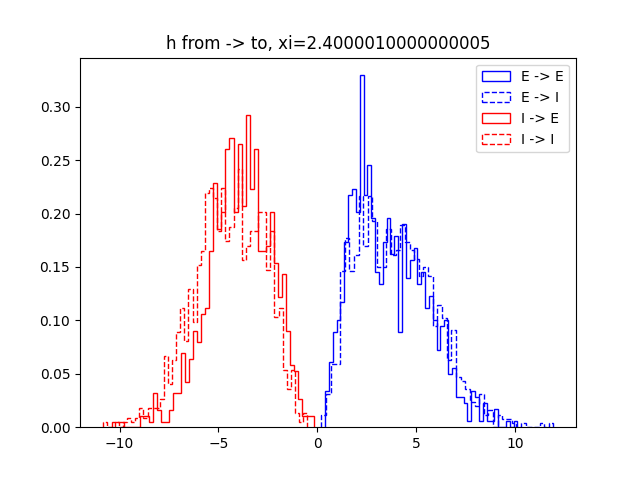 h from -> to, xi=2.4000010000000005
E -> E
E -> I
I -> E
I -> I
0.30
0.25
0.20
0.15
0.10
0.05
0.00
−10
−5
0
5
10